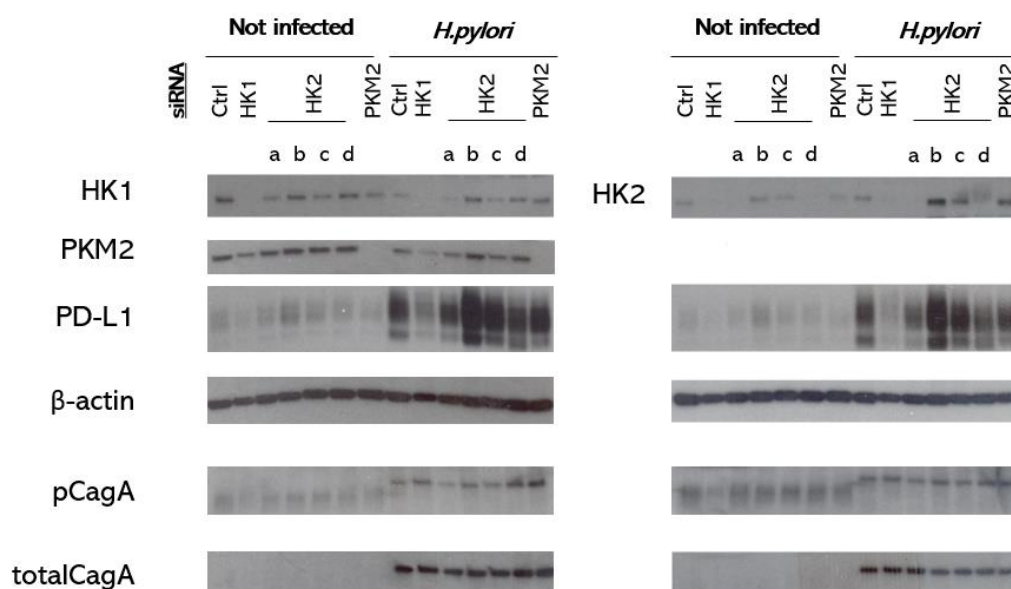 Not infected H.pylori Not infected H.pylori
siRNA Ctrl HK1 HK2 PKM2 Ctrl HK1 HK2 PKM2 Ctrl HK1 HK2 PKM2 Ctrl HK1 HK2 PKM2
a b c d a b c d a b c d a b c d
HK1 HK2
PKM2
PD-L1
β-actin
pCagA
totalCagA